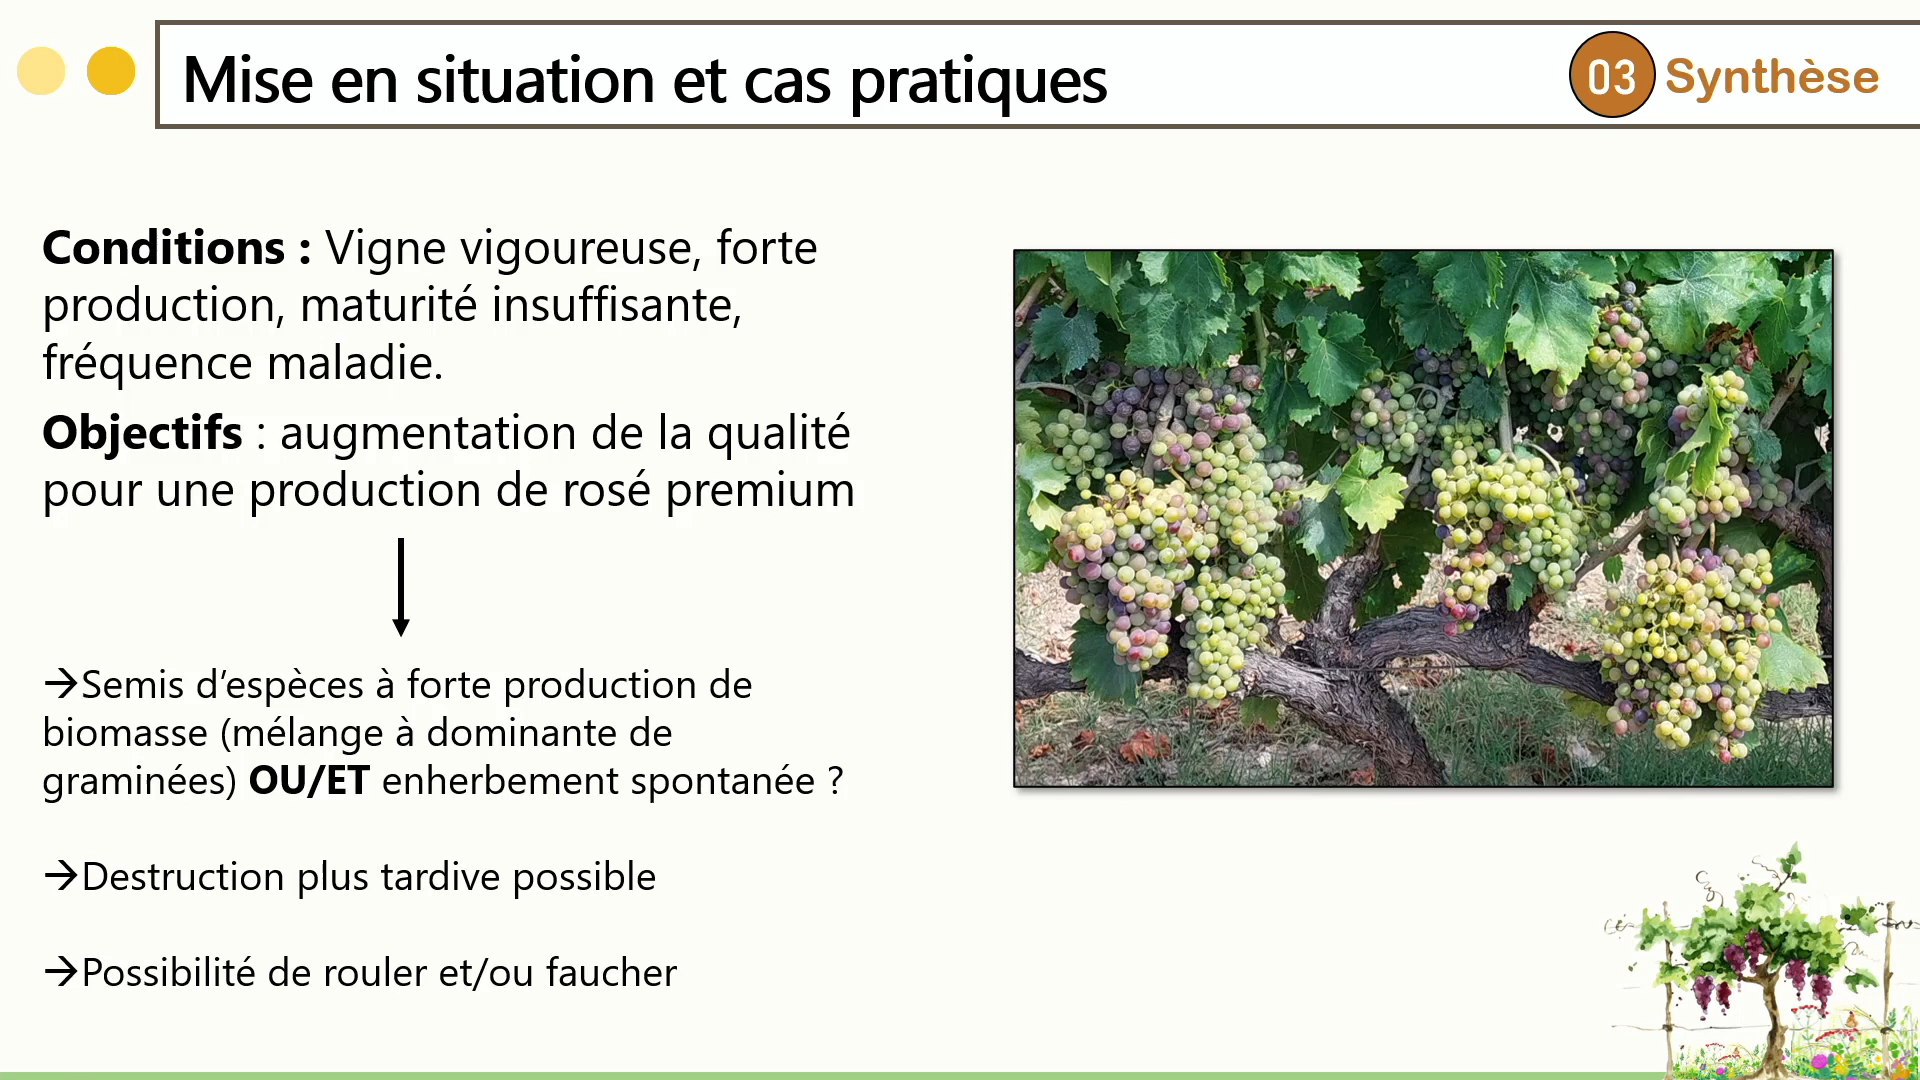 Mise en situation et cas pratiques
03 Synthèse
Conditions : Vigne vigoureuse, forte
production, maturité insuffisante,
fréquence maladie.
Objectifs : augmentation de la qualité
pour une production de rosé premium
→Semis d’espèces à forte production de
biomasse (mélange à dominante de
graminées) OU/ET enherbement spontanée ?
→Destruction plus tardive possible
→Possibilité de rouler et/ou faucher